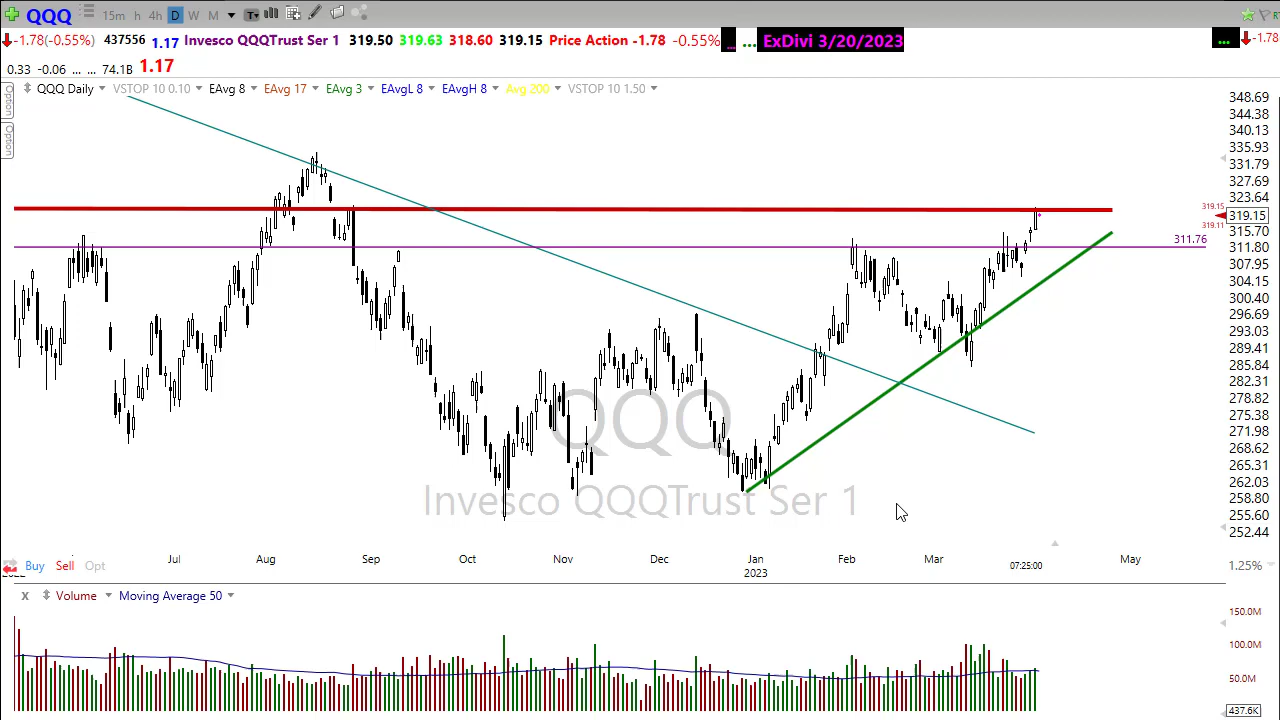 QQQ 15m h 4h D W M T
-1.78(-0.55%) 437556 1.17 Invesco QQQTrust Ser 1 319.50 319.63 318.60 319.15 Price Action -1.78 -0.55% ... ... ExDivi 3/20/2023 ... -1.78
0.33 -0.06 ... ... 74.1B 1.17
QQQ Daily VSTOP 10 0.10 EAvg 8 EAvg 17 EAvg 3 EAvgL 8 EAvgH 8 Avg 200 VSTOP 10 1.50
Option
Option
348.69
344.38
340.13
335.93
331.79
327.69
323.64
319.15
319.15
319.11
315.70
311.76
311.80
307.95
304.15
300.40
296.69
293.03
289.41
285.84
282.31
278.82
275.38
271.98
268.62
265.31
262.03
258.80
255.60
252.44
QQQ
Invesco QQQTrust Ser 1
Jul Aug Sep Oct Nov Dec Jan Feb Mar May
2023 07:25:00
Buy Sell Opt 1.25%
x Volume Moving Average 50
150.0M
100.0M
50.0M
437.6K